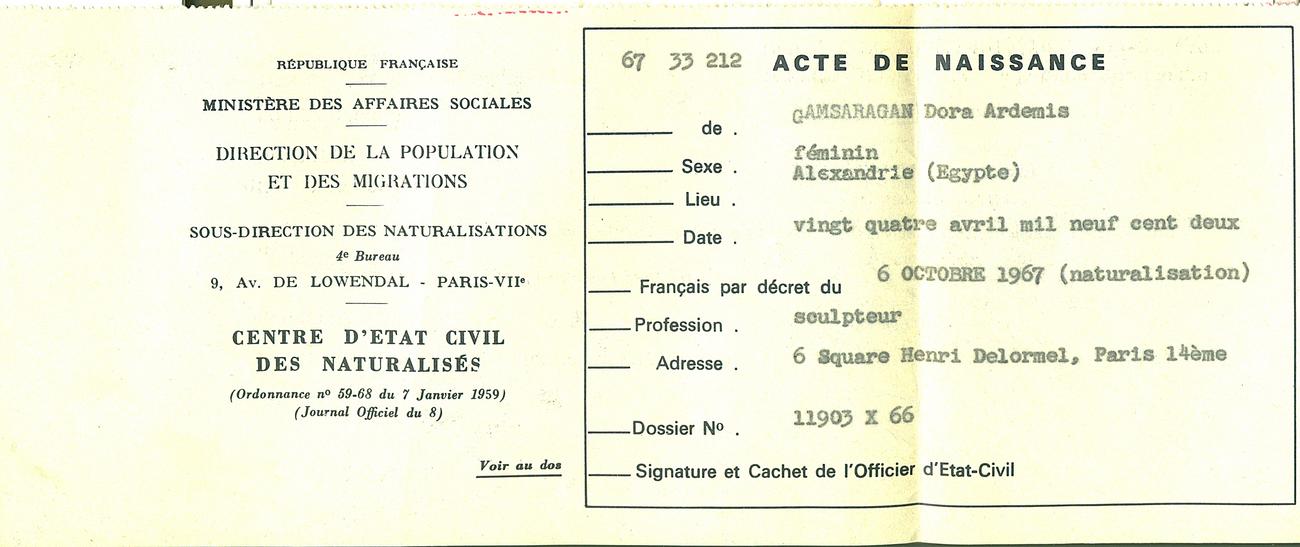 RÉPUBLIQUE FRANÇAISE
MINISTÈRE DES AFFAIRES SOCIALES
DIRECTION DE LA POPULATION
ET DES MIGRATIONS
SOUS-DIRECTION DES NATURALISATIONS
4e Bureau
9, Av. DE LOWENDAL - PARIS-VIIe
CENTRE D'ETAT CIVIL
DES NATURALISÉS
(Ordonnance no 59-68 du 7 Janvier 1959)
(Journal Officiel du 8)
Voir au dos
67 33 212 ACTE DE NAISSANCE
de . GAMSARAGAN Dora Ardemis
Sexe . féminin
Lieu . Alexandrie (Egypte)
Date . vingt quatre avril mil neuf cent deux
Français par décret du 6 OCTOBRE 1967 (naturalisation)
Profession . sculpteur
Adresse . 6 Square Henri Delormel, Paris 14ème
Dossier No . 11903 X 66
Signature et Cachet de l'Officier d'Etat-Civil